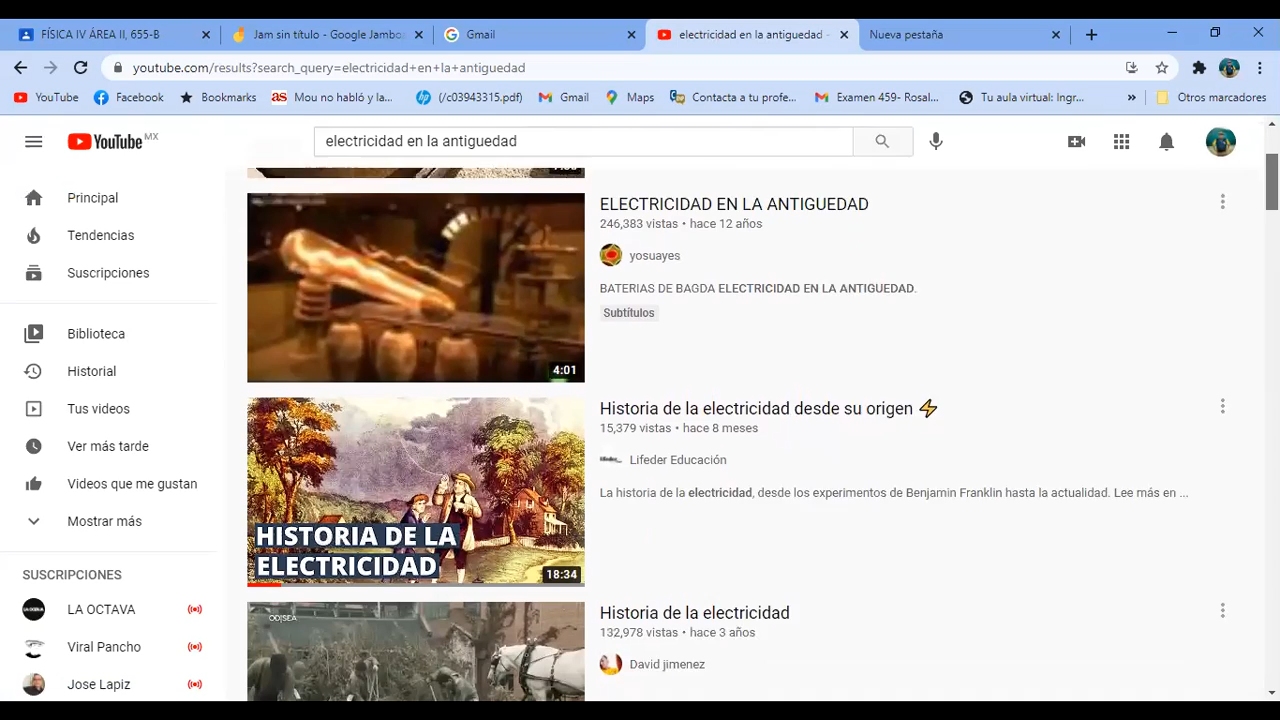 FÍSICA IV ÁREA II, 655-B
Jam sin título - Google Jamboa
Gmail
electricidad en la antiguedad -
Nueva pestaña
youtube.com/results?search_query=electricidad+en+la+antiguedad
YouTube
Facebook
Bookmarks
Mou no habló y la...
(/c03943315.pdf)
Gmail
Maps
Contacta a tu profe...
Examen 459- Rosal...
Tu aula virtual: Ingr...
»
Otros marcadores
YouTube MX
electricidad en la antiguedad
Principal
Tendencias
Suscripciones
Biblioteca
Historial
Tus videos
Ver más tarde
Videos que me gustan
Mostrar más
SUSCRIPCIONES
LA OCTAVA
Viral Pancho
Jose Lapiz
ELECTRICIDAD EN LA ANTIGUEDAD
246,383 vistas • hace 12 años
yosuayes
BATERIAS DE BAGDA ELECTRICIDAD EN LA ANTIGUEDAD.
Subtítulos
4:01
Historia de la electricidad desde su origen ⚡
15,379 vistas • hace 8 meses
Lifeder Educación
La historia de la electricidad, desde los experimentos de Benjamin Franklin hasta la actualidad. Lee más en ...
HISTORIA DE LA
ELECTRICIDAD
18:34
Historia de la electricidad
132,978 vistas • hace 3 años
David jimenez
ODISEA